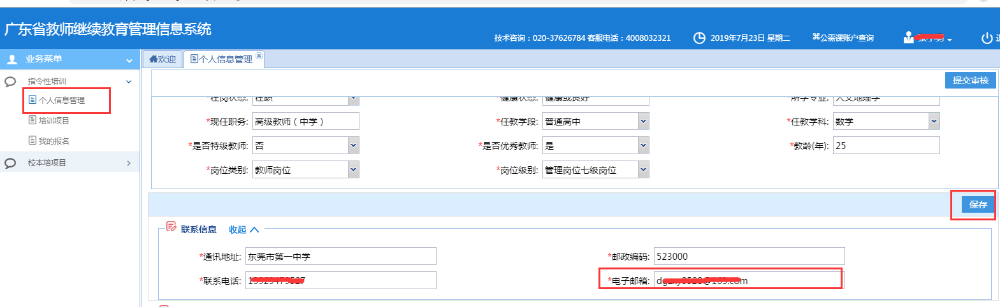 广东省教师继续教育管理信息系统
技术咨询：020-37626784 客服电话：4008032321
2019年7月23日 星期二
⌘公需课账户查询
业务菜单
欢迎
个人信息管理
指令性培训
提交审核
个人信息管理
*任岗状态: 在职
*健康状态: 健康或良好
*所学专业: 人文地理学
培训项目
*现任职务: 高级教师（中学）
*任教学段: 普通高中
*任教学科: 数学
我的报名
*是否特级教师: 否
*是否优秀教师: 是
*教龄(年): 25
校本培项目
*岗位类别: 教师岗位
*岗位级别: 管理岗位七级岗位
保存
联系信息 收起
*通讯地址: 东莞市第一中学
*邮政编码: 523000
*联系电话:
*电子邮箱: